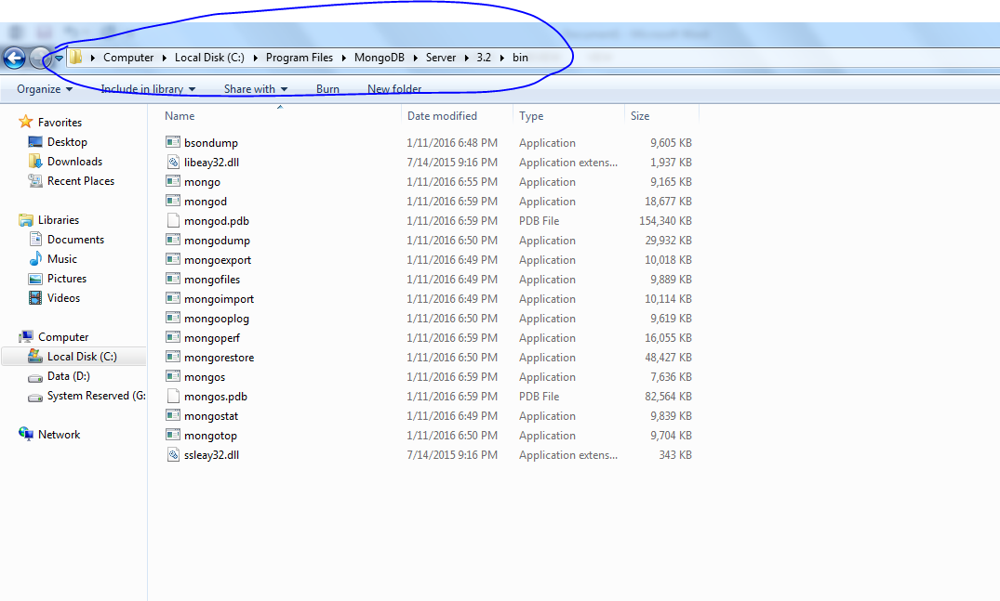 Computer Local Disk (C:) Program Files MongoDB Server 3.2 bin
Organize Include in library Share with Burn New folder
Name Date modified Type Size
Favorites
Desktop
Downloads
Recent Places
Libraries
Documents
Music
Pictures
Videos
Computer
Local Disk (C:)
Data (D:)
System Reserved (G:
Network
bsondump 1/11/2016 6:48 PM Application 9,605 KB
libeay32.dll 7/14/2015 9:16 PM Application extens... 1,937 KB
mongo 1/11/2016 6:55 PM Application 9,165 KB
mongod 1/11/2016 6:59 PM Application 18,677 KB
mongod.pdb 1/11/2016 6:59 PM PDB File 154,340 KB
mongodump 1/11/2016 6:50 PM Application 29,932 KB
mongoexport 1/11/2016 6:49 PM Application 10,018 KB
mongofiles 1/11/2016 6:49 PM Application 9,889 KB
mongoimport 1/11/2016 6:49 PM Application 10,114 KB
mongooplog 1/11/2016 6:50 PM Application 9,619 KB
mongoperf 1/11/2016 6:59 PM Application 16,055 KB
mongorestore 1/11/2016 6:50 PM Application 48,427 KB
mongos 1/11/2016 6:59 PM Application 7,636 KB
mongos.pdb 1/11/2016 6:59 PM PDB File 82,564 KB
mongostat 1/11/2016 6:49 PM Application 9,839 KB
mongotop 1/11/2016 6:50 PM Application 9,704 KB
ssleay32.dll 7/14/2015 9:16 PM Application extens... 343 KB